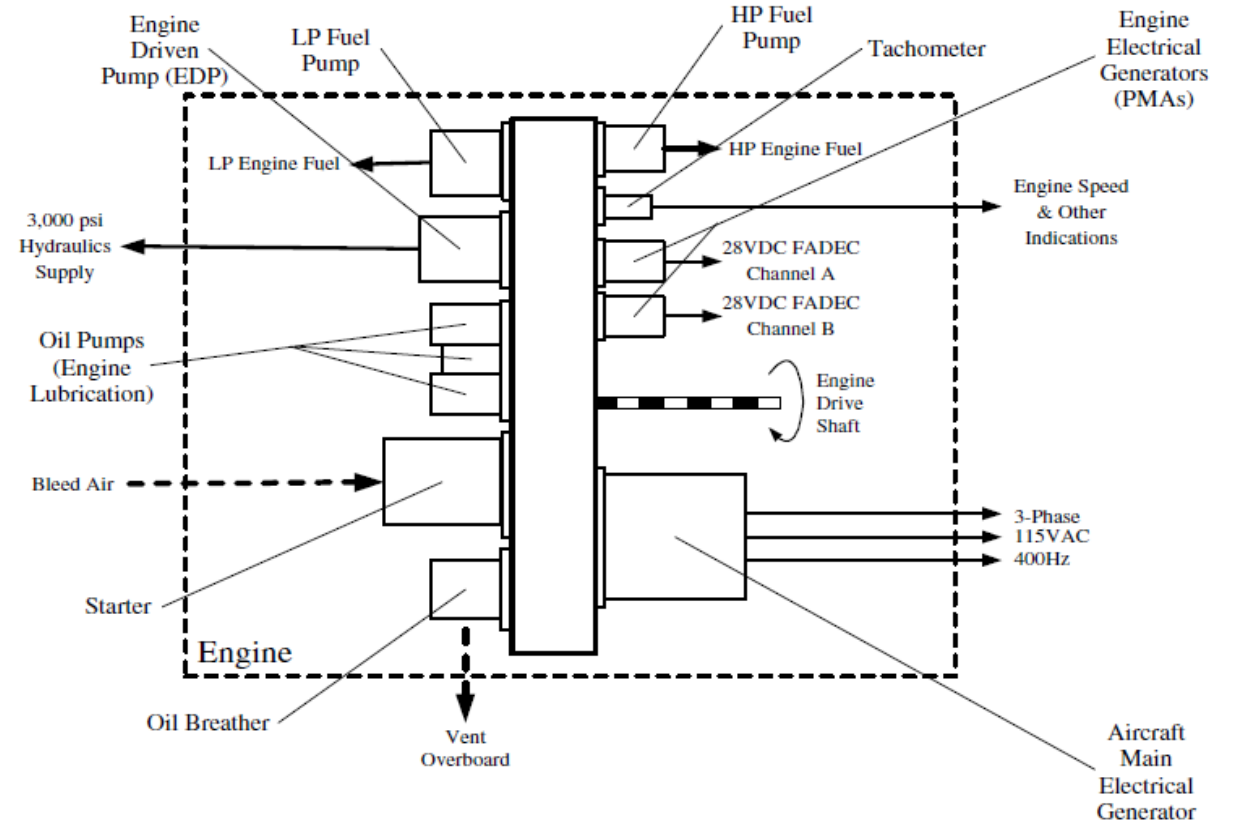 Engine
Driven
Pump (EDP)
LP Fuel
Pump
HP Fuel
Pump
Tachometer
Engine
Electrical
Generators
(PMAs)
LP Engine Fuel
HP Engine Fuel
3,000 psi
Hydraulics
Supply
Engine Speed
& Other
Indications
28VDC FADEC
Channel A
28VDC FADEC
Channel B
Oil Pumps
(Engine
Lubrication)
Engine
Drive
Shaft
Bleed Air
3-Phase
115VAC
400Hz
Starter
Engine
Oil Breather
Vent
Overboard
Aircraft
Main
Electrical
Generator